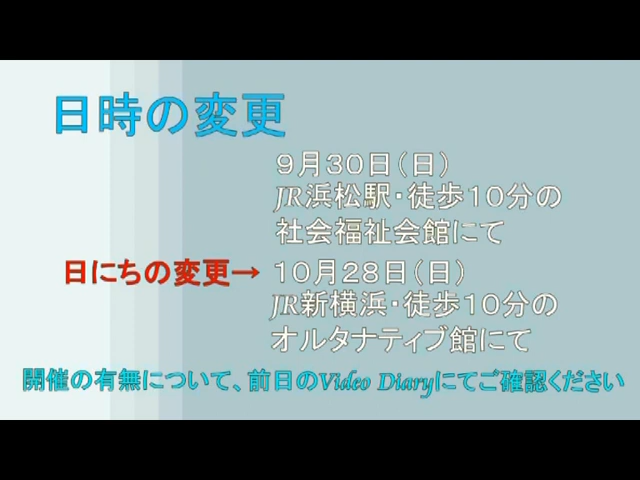 日時の変更
９月３０日（日）
JR浜松駅・徒歩１０分の
社会福祉会館にて
日にちの変更→ １０月２８日（日）
JR新横浜・徒歩１０分の
オルタナティブ館にて
開催の有無について、前日のVideo Diaryにてご確認ください